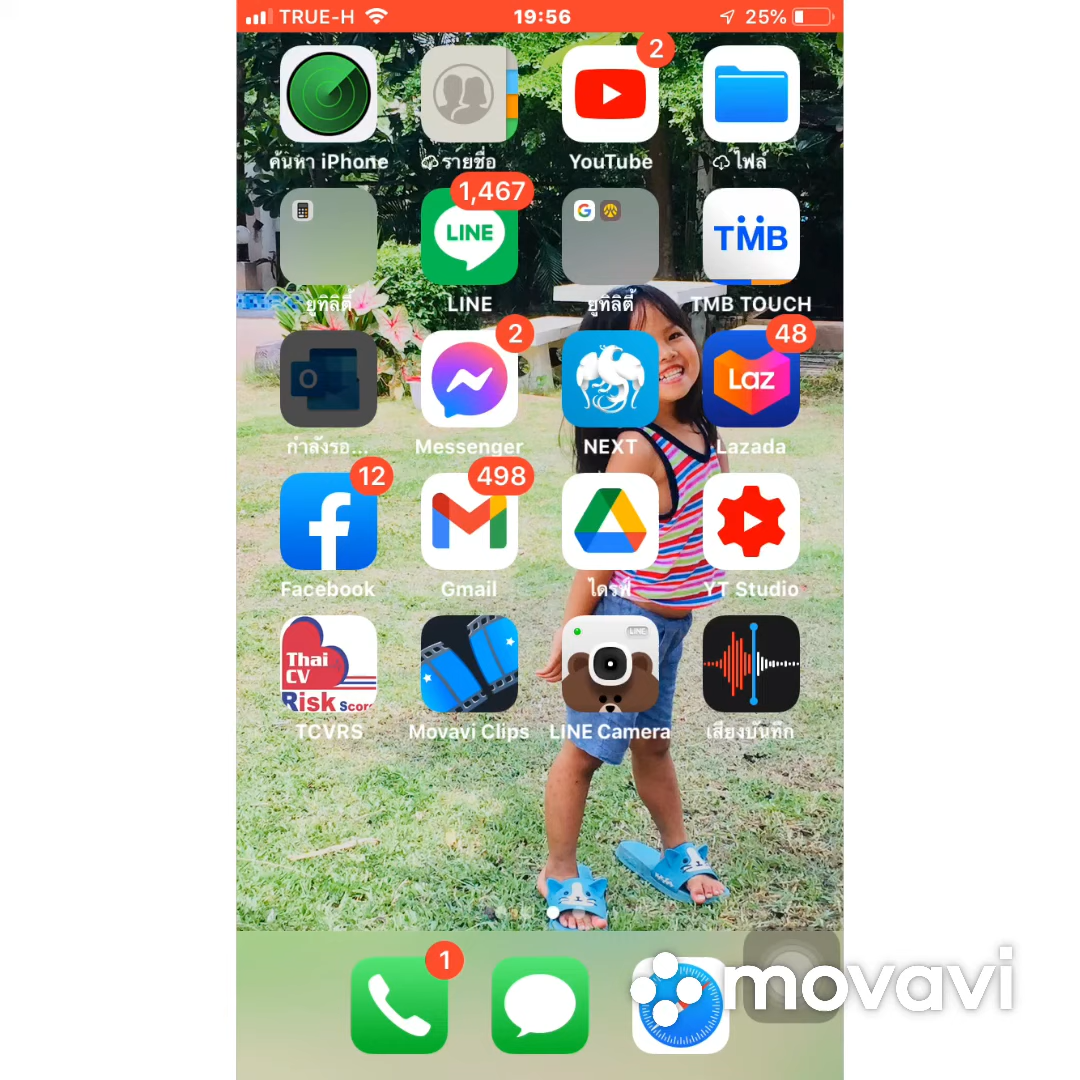 TRUE-H 19:56 25%
2
ค้นหา iPhone รายชื่อ YouTube ไฟล์
1,467
LINE TMB
ยูทิลิตี้ LINE ยูทิลิตี้ TMB TOUCH
2 48
Laz
กำลังรอ... Messenger NEXT Lazada
12 498
Facebook Gmail ไดรฟ์ YT Studio
LINE
Thai
CV
Risk Score
TCVRS Movavi Clips LINE Camera เสียงบันทึก
1
movavi